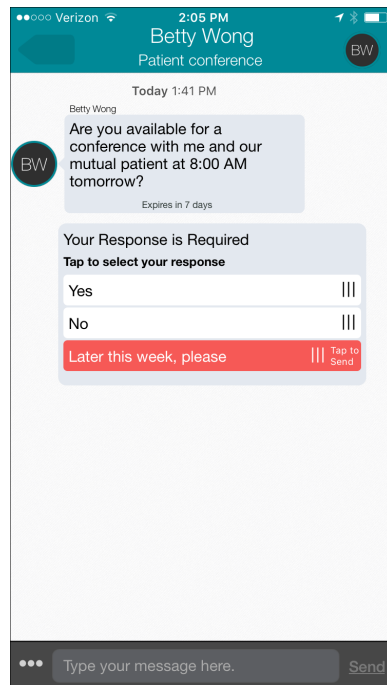 Verizon
2:05 PM
Betty Wong
Patient conference
BW
Today 1:41 PM
Betty Wong
BW
Are you available for a
conference with me and our
mutual patient at 8:00 AM
tomorrow?
Expires in 7 days
Your Response is Required
Tap to select your response
Yes
No
Later this week, please
Tap to
Send
Type your message here.
Send